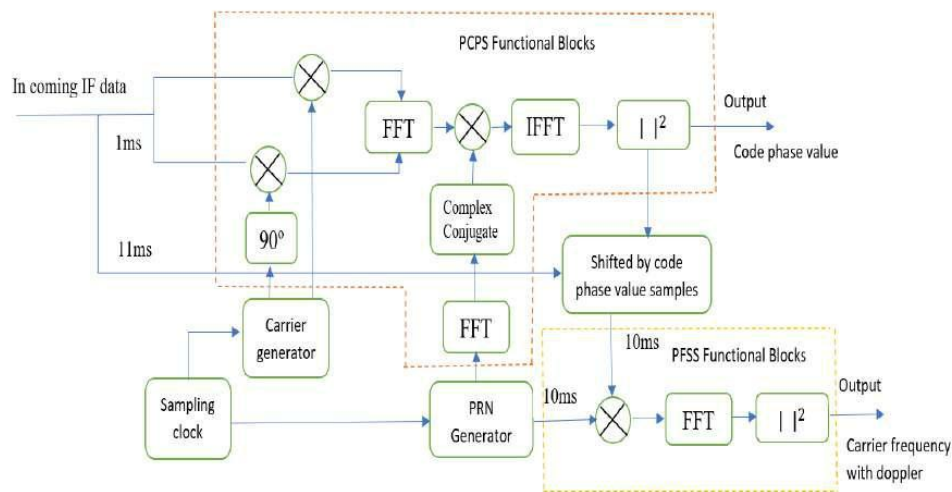 PCPS Functional Blocks
In coming IF data
1ms
FFT
IFFT
| |²
Output
Code phase value
90°
Complex
Conjugate
11ms
Shifted by code
phase value samples
Carrier
generator
FFT
10ms
PFSS Functional Blocks
Sampling
clock
PRN
Generator
10ms
FFT
| |²
Output
Carrier frequency
with doppler